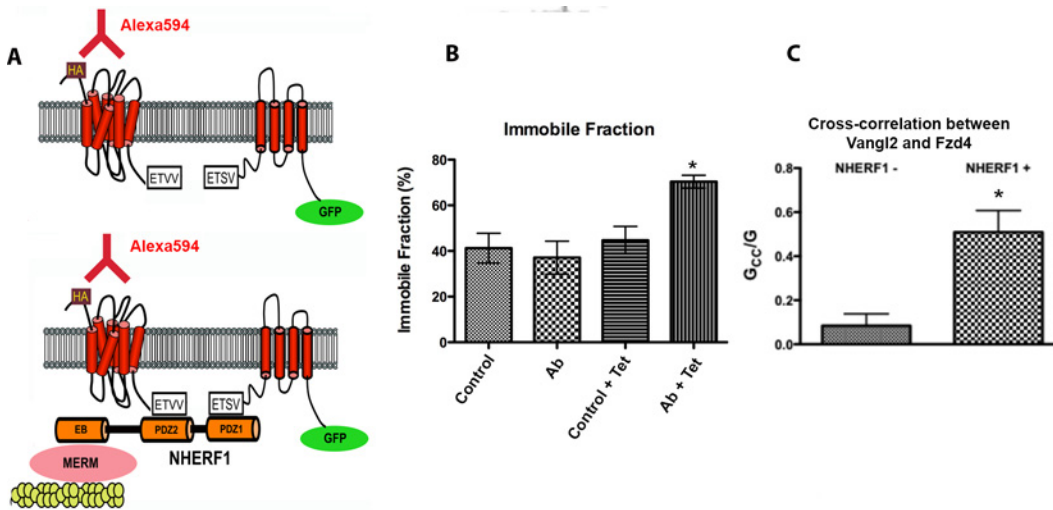 A
Alexa594
HA
ETVV
ETSV
GFP
Alexa594
HA
ETVV
ETSV
EB
PDZ2
PDZ1
NHERF1
GFP
MERM
B
Immobile Fraction
Immobile Fraction (%)
80
60
40
20
0
*
Control
Ab
Control + Tet
Ab + Tet
C
Cross-correlation between
Vangl2 and Fzd4
NHERF1 -
NHERF1 +
*
G_CC/G
0.8
0.6
0.4
0.2
0.0